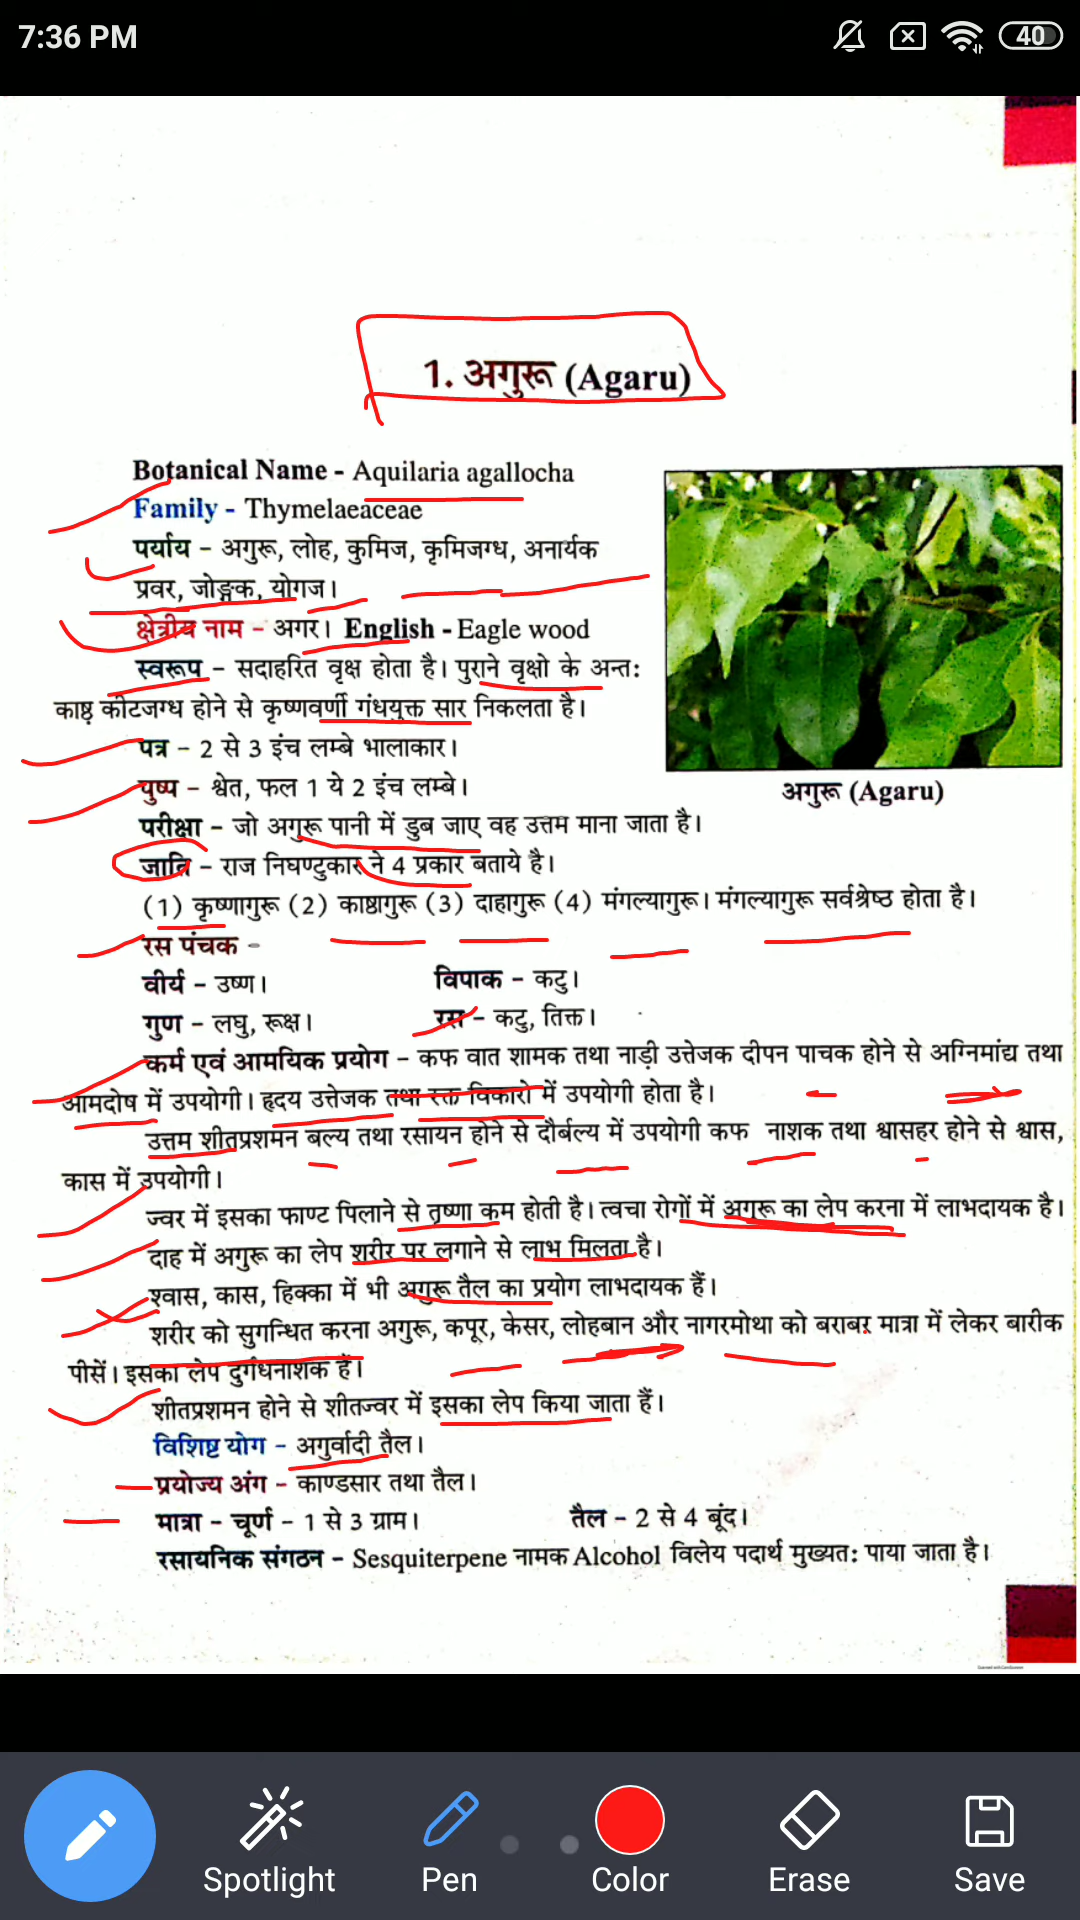 7:36 PM
40
1. अगुरू (Agaru)
Botanical Name - Aquilaria agallocha
Family - Thymelaeaceae
पर्याय - अगुरू, लोह, कुमिज, कृमिजग्ध, अनार्यक
प्रवर, जोङ्गक, योगज।
क्षेत्रीय नाम - अगर। English - Eagle wood
स्वरूप - सदाहरित वृक्ष होता है। पुराने वृक्षो के अन्त:
काष्ठ कीटजग्ध होने से कृष्णवर्णी गंधयुक्त सार निकलता है।
पत्र - 2 से 3 इंच लम्बे भालाकार।
पुष्प - श्वेत, फल 1 ये 2 इंच लम्बे।
अगुरू (Agaru)
परीक्षा - जो अगुरू पानी में डुब जाए वह उत्तम माना जाता है।
जाति - राज निघण्टुकार ने 4 प्रकार बताये है।
(1) कृष्णागुरू (2) काष्ठागुरू (3) दाहागुरू (4) मंगल्यागुरू। मंगल्यागुरू सर्वश्रेष्ठ होता है।
रस पंचक -
वीर्य - उष्ण। विपाक - कटु।
गुण - लघु, रूक्ष। रस - कटु, तिक्त।
कर्म एवं आमयिक प्रयोग - कफ वात शामक तथा नाड़ी उत्तेजक दीपन पाचक होने से अग्निमांद्य तथा
आमदोष में उपयोगी। हृदय उत्तेजक तथा रक्त विकारो में उपयोगी होता है।
उत्तम शीतप्रशमन बल्य तथा रसायन होने से दौर्बल्य में उपयोगी कफ नाशक तथा श्वासहर होने से श्वास,
कास में उपयोगी।
ज्वर में इसका फाण्ट पिलाने से तृष्णा कम होती है। त्वचा रोगों में अगुरू का लेप करना में लाभदायक है।
दाह में अगुरू का लेप शरीर पर लगाने से लाभ मिलता है।
श्वास, कास, हिक्का में भी अगुरू तैल का प्रयोग लाभदायक हैं।
शरीर को सुगन्धित करना अगुरू, कपूर, केसर, लोहबान और नागरमोथा को बराबर मात्रा में लेकर बारीक
पीसें। इसका लेप दुर्गंधनाशक हैं।
शीतप्रशमन होने से शीतज्वर में इसका लेप किया जाता हैं।
विशिष्ट योग - अगुर्वादी तैल।
प्रयोज्य अंग - काण्डसार तथा तैल।
मात्रा - चूर्ण - 1 से 3 ग्राम। तैल - 2 से 4 बूंद।
रसायनिक संगठन - Sesquiterpene नामक Alcohol विलेय पदार्थ मुख्यत: पाया जाता है।
Scanned with CamScanner
Spotlight Pen Color Erase Save